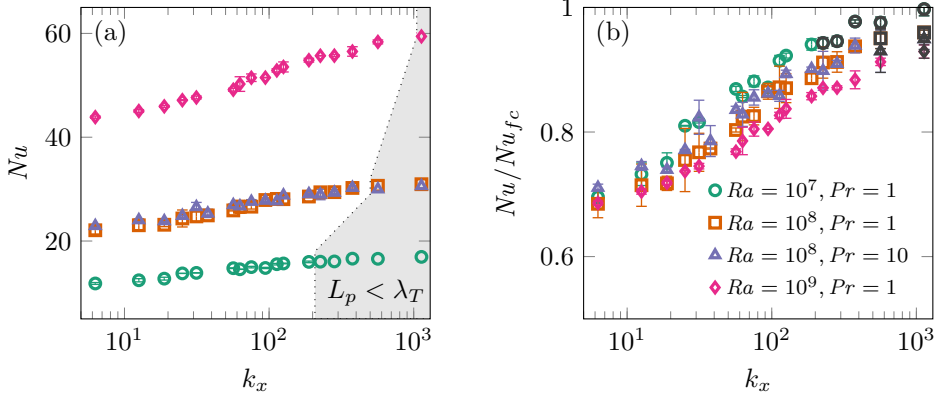 (a)
60
40
20
Nu
L_p < λ_T
10^1
10^2
10^3
k_x
(b)
1
0.8
0.6
Nu/Nu_{fc}
Ra = 10^7, Pr = 1
Ra = 10^8, Pr = 1
Ra = 10^8, Pr = 10
Ra = 10^9, Pr = 1
10^1
10^2
10^3
k_x